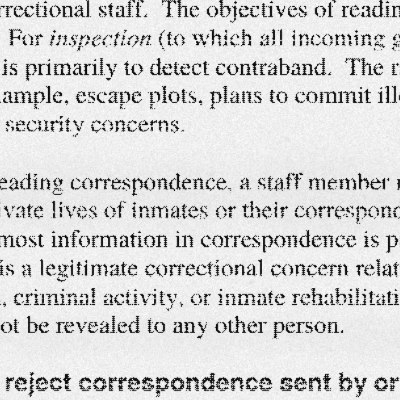 rrectional staff. The objectives of readin
For inspection (to which all incoming g
is primarily to detect contraband. The r
ample, escape plots, plans to commit ille
security concerns.
eading correspondence, a staff member r
ivate lives of inmates or their correspond
most information in correspondence is p
is a legitimate correctional concern relat
, criminal activity, or inmate rehabilitati
ot be revealed to any other person.
reject correspondence sent by or